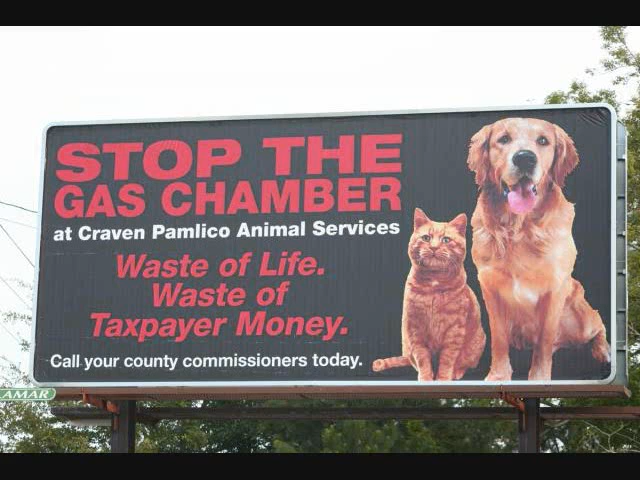 STOP THE
GAS CHAMBER
at Craven Pamlico Animal Services
Waste of Life.
Waste of
Taxpayer Money.
Call your county commissioners today.
LAMAR